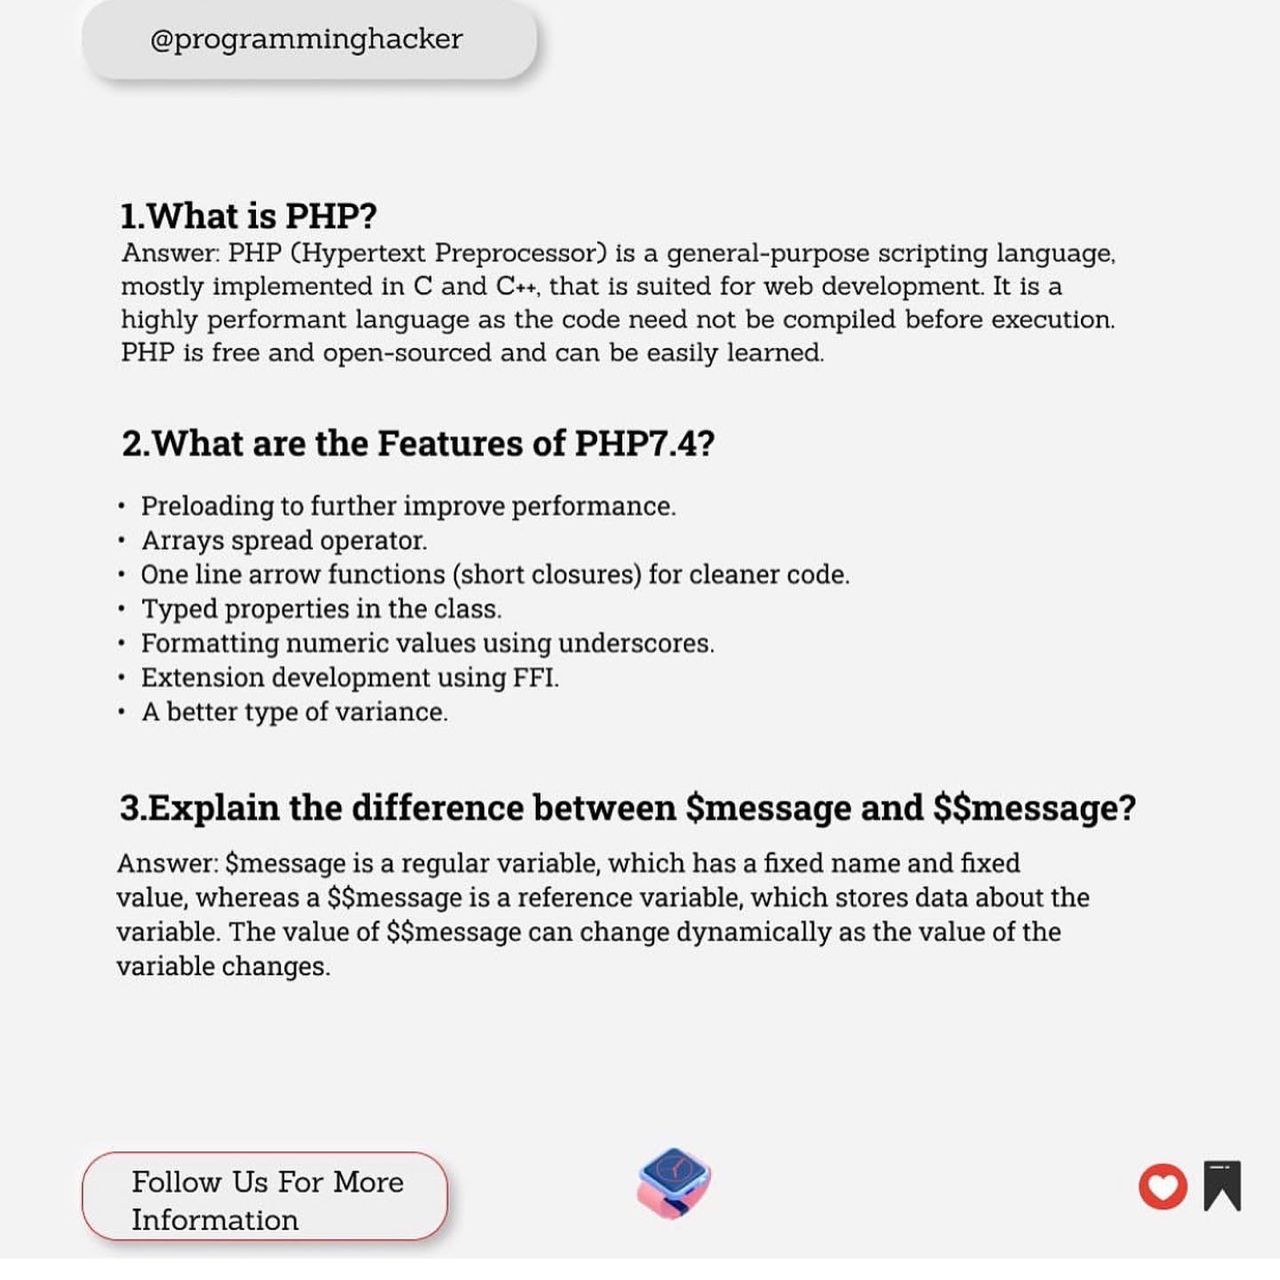 @programminghacker
1.What is PHP?
Answer: PHP (Hypertext Preprocessor) is a general-purpose scripting language,
mostly implemented in C and C++, that is suited for web development. It is a
highly performant language as the code need not be compiled before execution.
PHP is free and open-sourced and can be easily learned.
2.What are the Features of PHP7.4?
• Preloading to further improve performance.
• Arrays spread operator.
• One line arrow functions (short closures) for cleaner code.
• Typed properties in the class.
• Formatting numeric values using underscores.
• Extension development using FFI.
• A better type of variance.
3.Explain the difference between $message and $$message?
Answer: $message is a regular variable, which has a fixed name and fixed
value, whereas a $$message is a reference variable, which stores data about the
variable. The value of $$message can change dynamically as the value of the
variable changes.
Follow Us For More
Information